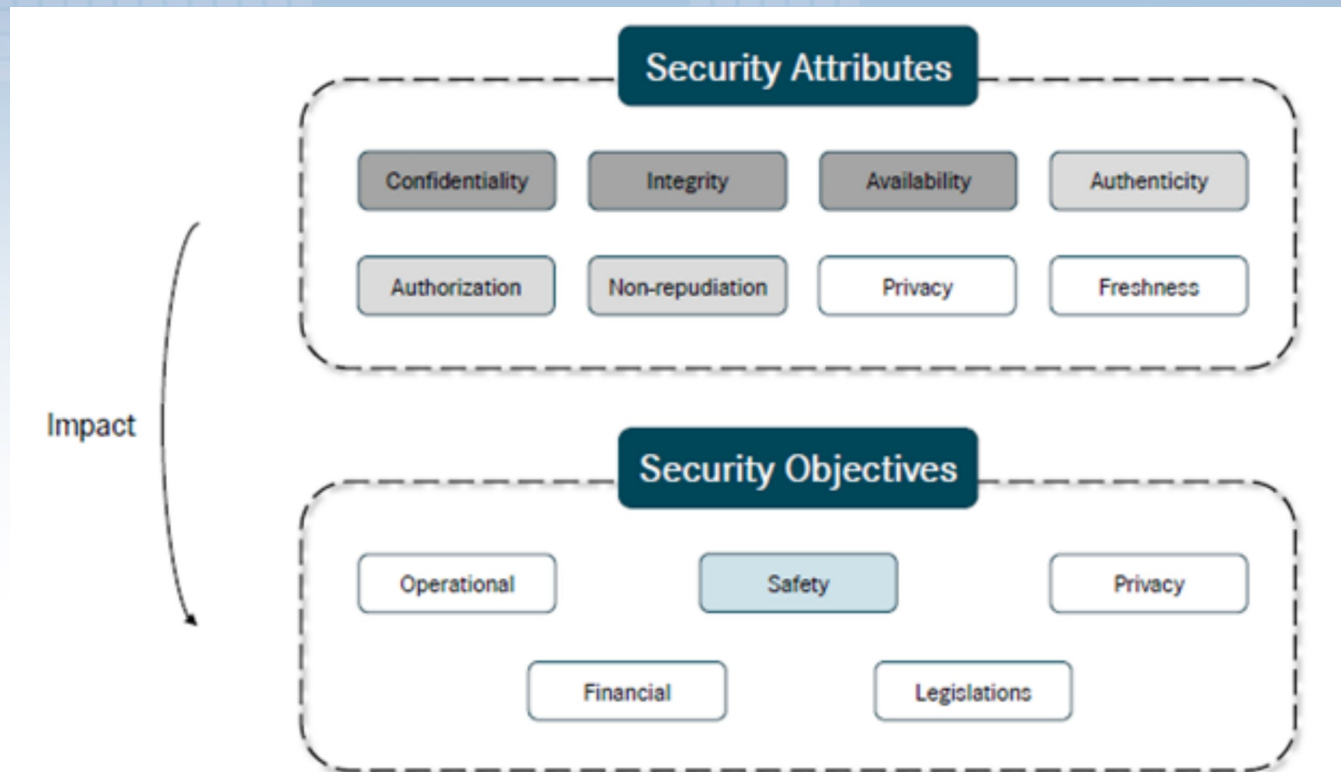 Security Attributes
Confidentiality
Integrity
Availability
Authenticity
Authorization
Non-repudiation
Privacy
Freshness
Impact
Security Objectives
Operational
Safety
Privacy
Financial
Legislations